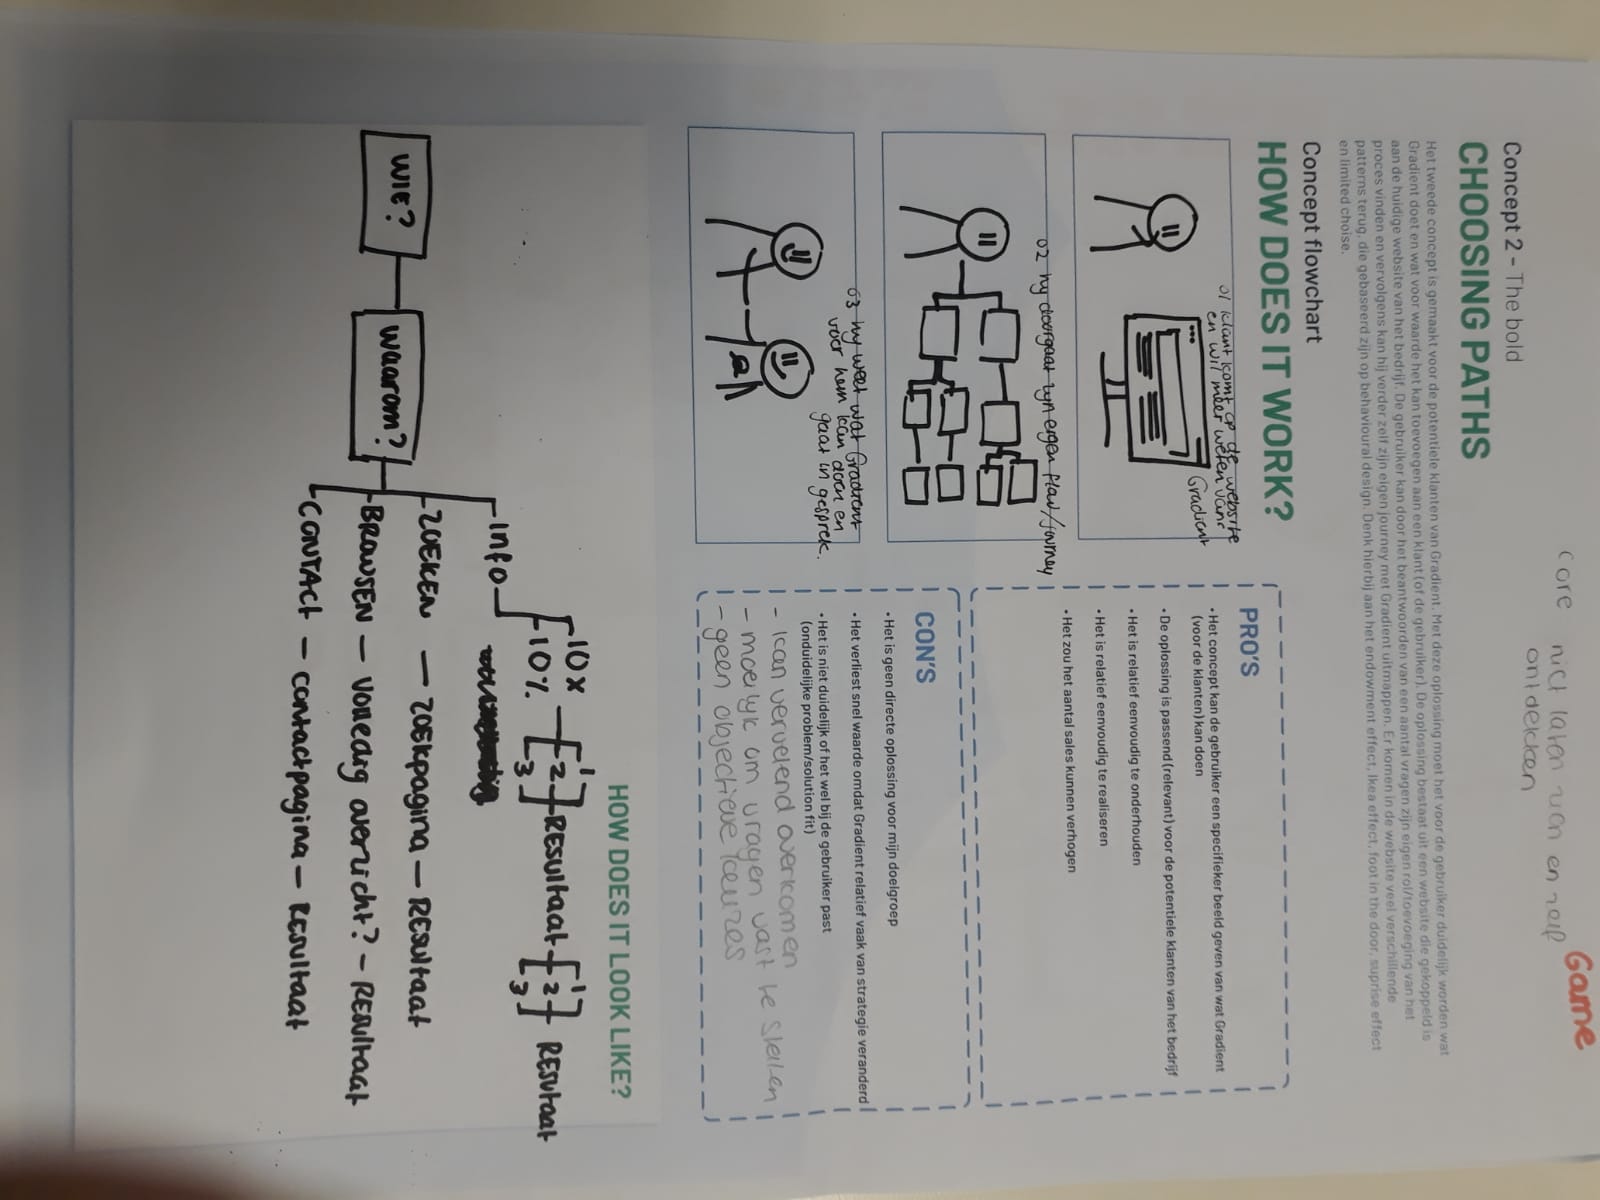 Game
core niet laten zien en zelf
ontdekken
Concept 2 - The bold
CHOOSING PATHS
Het tweede concept is gemaakt voor de potentiele klanten van Gradient. Met deze oplossing moet het voor de gebruiker duidelijk worden wat
Gradient doet en wat voor waarde het kan toevoegen aan een klant (of de gebruiker). De oplossing bestaat uit een website die gekoppeld is
aan de huidige website van het bedrijf. De gebruiker kan door het beantwoorden van een aantal vragen zijn eigen rol/toevoeging van het
proces vinden en vervolgens kan hij verder zelf zijn eigen journey met Gradient uitmappen. Er komen in de website veel verschillende
patterns terug, die gebaseerd zijn op behavioural design. Denk hierbij aan het endowment effect, Ikea effect, foot in the door, suprise effect
en limited choise.
Concept flowchart
HOW DOES IT WORK?
01 klant komt op de website
en wil meer weten van
Gradient
02 hij doorgaat zijn eigen flow/journey
03 hij weet wat Gradient
voor hem kan doen en
gaat in gesprek.
PRO'S
• Het concept kan de gebruiker een specifieker beeld geven van wat Gradient
(voor de klanten) kan doen
• De oplossing is passend (relevant) voor de potentiele klanten van het bedrijf
• Het is relatief eenvoudig te onderhouden
• Het is relatief eenvoudig te realiseren
• Het zou het aantal sales kunnen verhogen
CON'S
• Het is geen directe oplossing voor mijn doelgroep
• Het verliest snel waarde omdat Gradient relatief vaak van strategie veranderd
• Het is niet duidelijk of het wel bij de gebruiker past
(onduidelijke problem/solution fit)
- kan vervelend overkomen
- moeilijk om vragen vast te stellen
- geen objectieve keuzes
HOW DOES IT LOOK LIKE?
WIE?
waarom?
Info
10x
10%
1
2
3
RESULTAAT
1
2
3
RESULTAAT
ZOEKEN — ZOEKPAGINA — RESULTAAT
BROWSEN — VOLLEDIG OVERZICHT? — RESULTAAT
CONTACT — CONTACTPAGINA — RESULTAAT